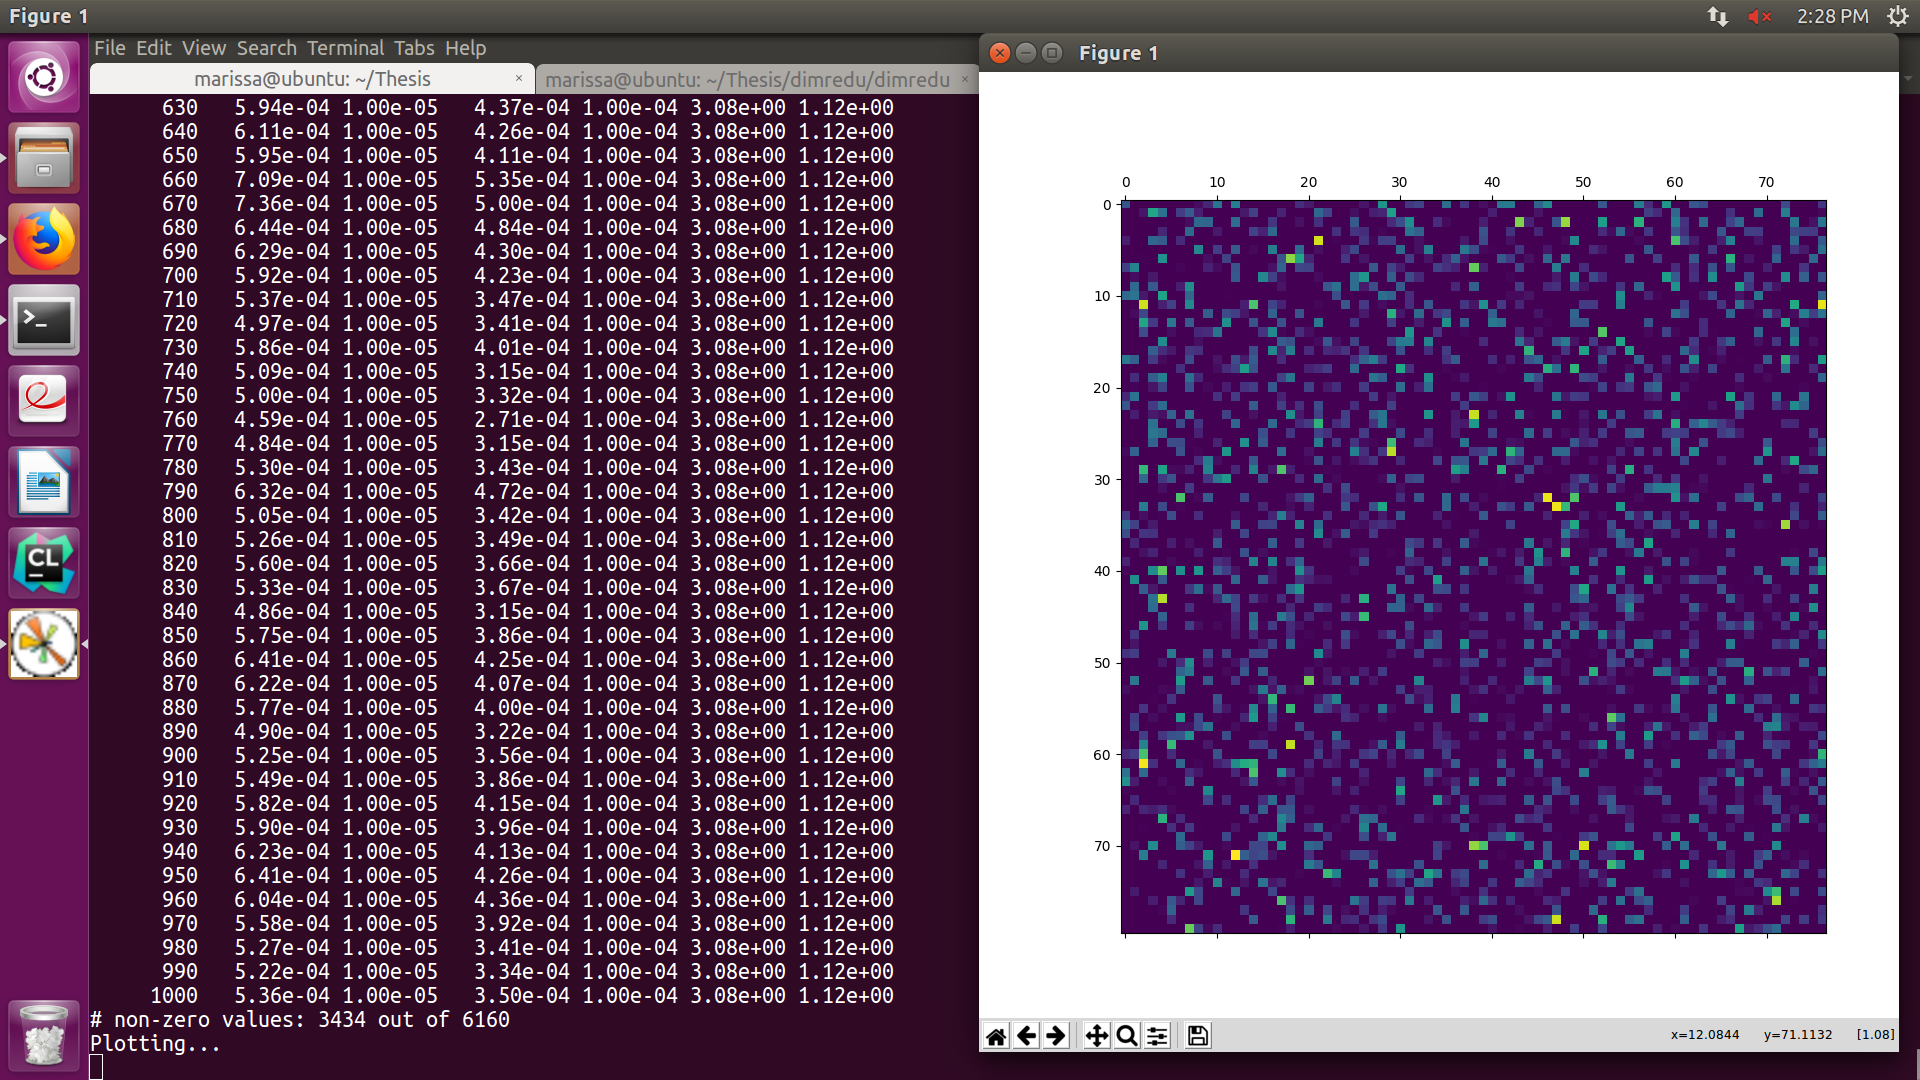 Figure 1
2:28 PM
File Edit View Search Terminal Tabs Help
marissa@ubuntu: ~/Thesis ×
marissa@ubuntu: ~/Thesis/dimredu/dimredu ×
630 5.94e-04 1.00e-05 4.37e-04 1.00e-04 3.08e+00 1.12e+00
640 6.11e-04 1.00e-05 4.26e-04 1.00e-04 3.08e+00 1.12e+00
650 5.95e-04 1.00e-05 4.11e-04 1.00e-04 3.08e+00 1.12e+00
660 7.09e-04 1.00e-05 5.35e-04 1.00e-04 3.08e+00 1.12e+00
670 7.36e-04 1.00e-05 5.00e-04 1.00e-04 3.08e+00 1.12e+00
680 6.44e-04 1.00e-05 4.84e-04 1.00e-04 3.08e+00 1.12e+00
690 6.29e-04 1.00e-05 4.30e-04 1.00e-04 3.08e+00 1.12e+00
700 5.92e-04 1.00e-05 4.23e-04 1.00e-04 3.08e+00 1.12e+00
710 5.37e-04 1.00e-05 3.47e-04 1.00e-04 3.08e+00 1.12e+00
720 4.97e-04 1.00e-05 3.41e-04 1.00e-04 3.08e+00 1.12e+00
730 5.86e-04 1.00e-05 4.01e-04 1.00e-04 3.08e+00 1.12e+00
740 5.09e-04 1.00e-05 3.15e-04 1.00e-04 3.08e+00 1.12e+00
750 5.00e-04 1.00e-05 3.32e-04 1.00e-04 3.08e+00 1.12e+00
760 4.59e-04 1.00e-05 2.71e-04 1.00e-04 3.08e+00 1.12e+00
770 4.84e-04 1.00e-05 3.15e-04 1.00e-04 3.08e+00 1.12e+00
780 5.30e-04 1.00e-05 3.43e-04 1.00e-04 3.08e+00 1.12e+00
790 6.32e-04 1.00e-05 4.72e-04 1.00e-04 3.08e+00 1.12e+00
800 5.05e-04 1.00e-05 3.42e-04 1.00e-04 3.08e+00 1.12e+00
810 5.26e-04 1.00e-05 3.49e-04 1.00e-04 3.08e+00 1.12e+00
820 5.60e-04 1.00e-05 3.66e-04 1.00e-04 3.08e+00 1.12e+00
830 5.33e-04 1.00e-05 3.67e-04 1.00e-04 3.08e+00 1.12e+00
840 4.86e-04 1.00e-05 3.15e-04 1.00e-04 3.08e+00 1.12e+00
850 5.75e-04 1.00e-05 3.86e-04 1.00e-04 3.08e+00 1.12e+00
860 6.41e-04 1.00e-05 4.25e-04 1.00e-04 3.08e+00 1.12e+00
870 6.22e-04 1.00e-05 4.07e-04 1.00e-04 3.08e+00 1.12e+00
880 5.77e-04 1.00e-05 4.00e-04 1.00e-04 3.08e+00 1.12e+00
890 4.90e-04 1.00e-05 3.22e-04 1.00e-04 3.08e+00 1.12e+00
900 5.25e-04 1.00e-05 3.56e-04 1.00e-04 3.08e+00 1.12e+00
910 5.49e-04 1.00e-05 3.86e-04 1.00e-04 3.08e+00 1.12e+00
920 5.82e-04 1.00e-05 4.15e-04 1.00e-04 3.08e+00 1.12e+00
930 5.90e-04 1.00e-05 3.96e-04 1.00e-04 3.08e+00 1.12e+00
940 6.23e-04 1.00e-05 4.13e-04 1.00e-04 3.08e+00 1.12e+00
950 6.41e-04 1.00e-05 4.26e-04 1.00e-04 3.08e+00 1.12e+00
960 6.04e-04 1.00e-05 4.36e-04 1.00e-04 3.08e+00 1.12e+00
970 5.58e-04 1.00e-05 3.92e-04 1.00e-04 3.08e+00 1.12e+00
980 5.27e-04 1.00e-05 3.41e-04 1.00e-04 3.08e+00 1.12e+00
990 5.22e-04 1.00e-05 3.34e-04 1.00e-04 3.08e+00 1.12e+00
1000 5.36e-04 1.00e-05 3.50e-04 1.00e-04 3.08e+00 1.12e+00
# non-zero values: 3434 out of 6160
Plotting...
>_
CL
Figure 1
0 10 20 30 40 50 60 70
0
10
20
30
40
50
60
70
x=12.0844 y=71.1132 [1.08]